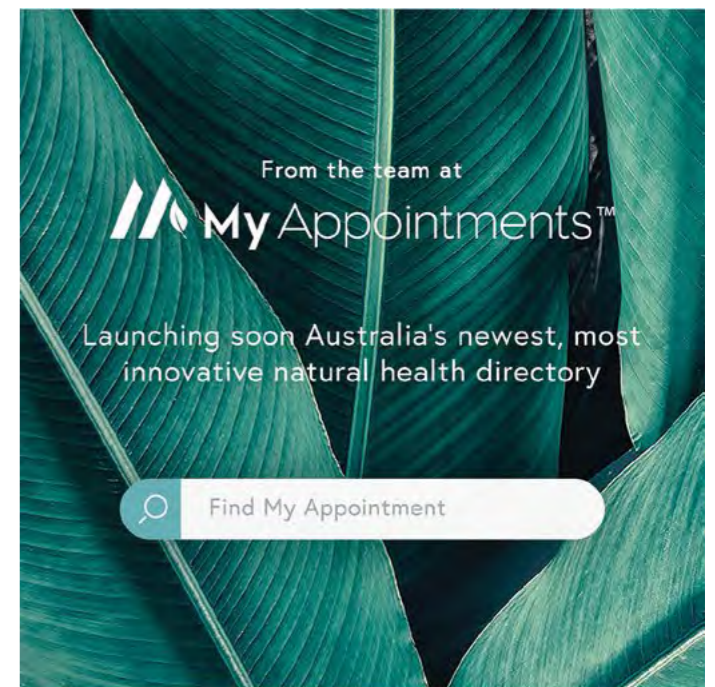 From the team at
My Appointments™
Launching soon Australia's newest, most
innovative natural health directory
Find My Appointment